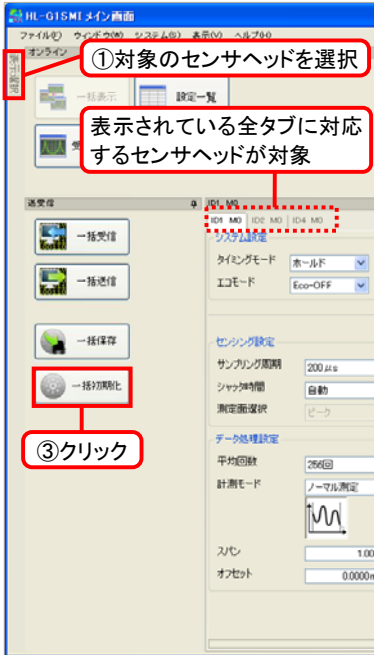 HL-G1SMI メイン画面
ファイル(F) ウィンドウ(W) システム(S) 表示(V) ヘルプ(H)
オンライン
表示選択
①対象のセンサヘッドを選択
一括表示
設定一覧
表示されている全タブに対応
するセンサヘッドが対象
送受信
ID1 M0
ID1 M0 ID2 M0 ID4 M0
一括受信
一括送信
一括保存
一括初期化
③クリック
システム設定
タイミングモード ホールド
エコモード Eco-OFF
センシング設定
サンプリング周期 200μs
シャッタ時間 自動
測定面選択 ピーク
データ処理設定
平均回数 256回
計測モード ノーマル測定
スパン 1.00
オフセット 0.0000